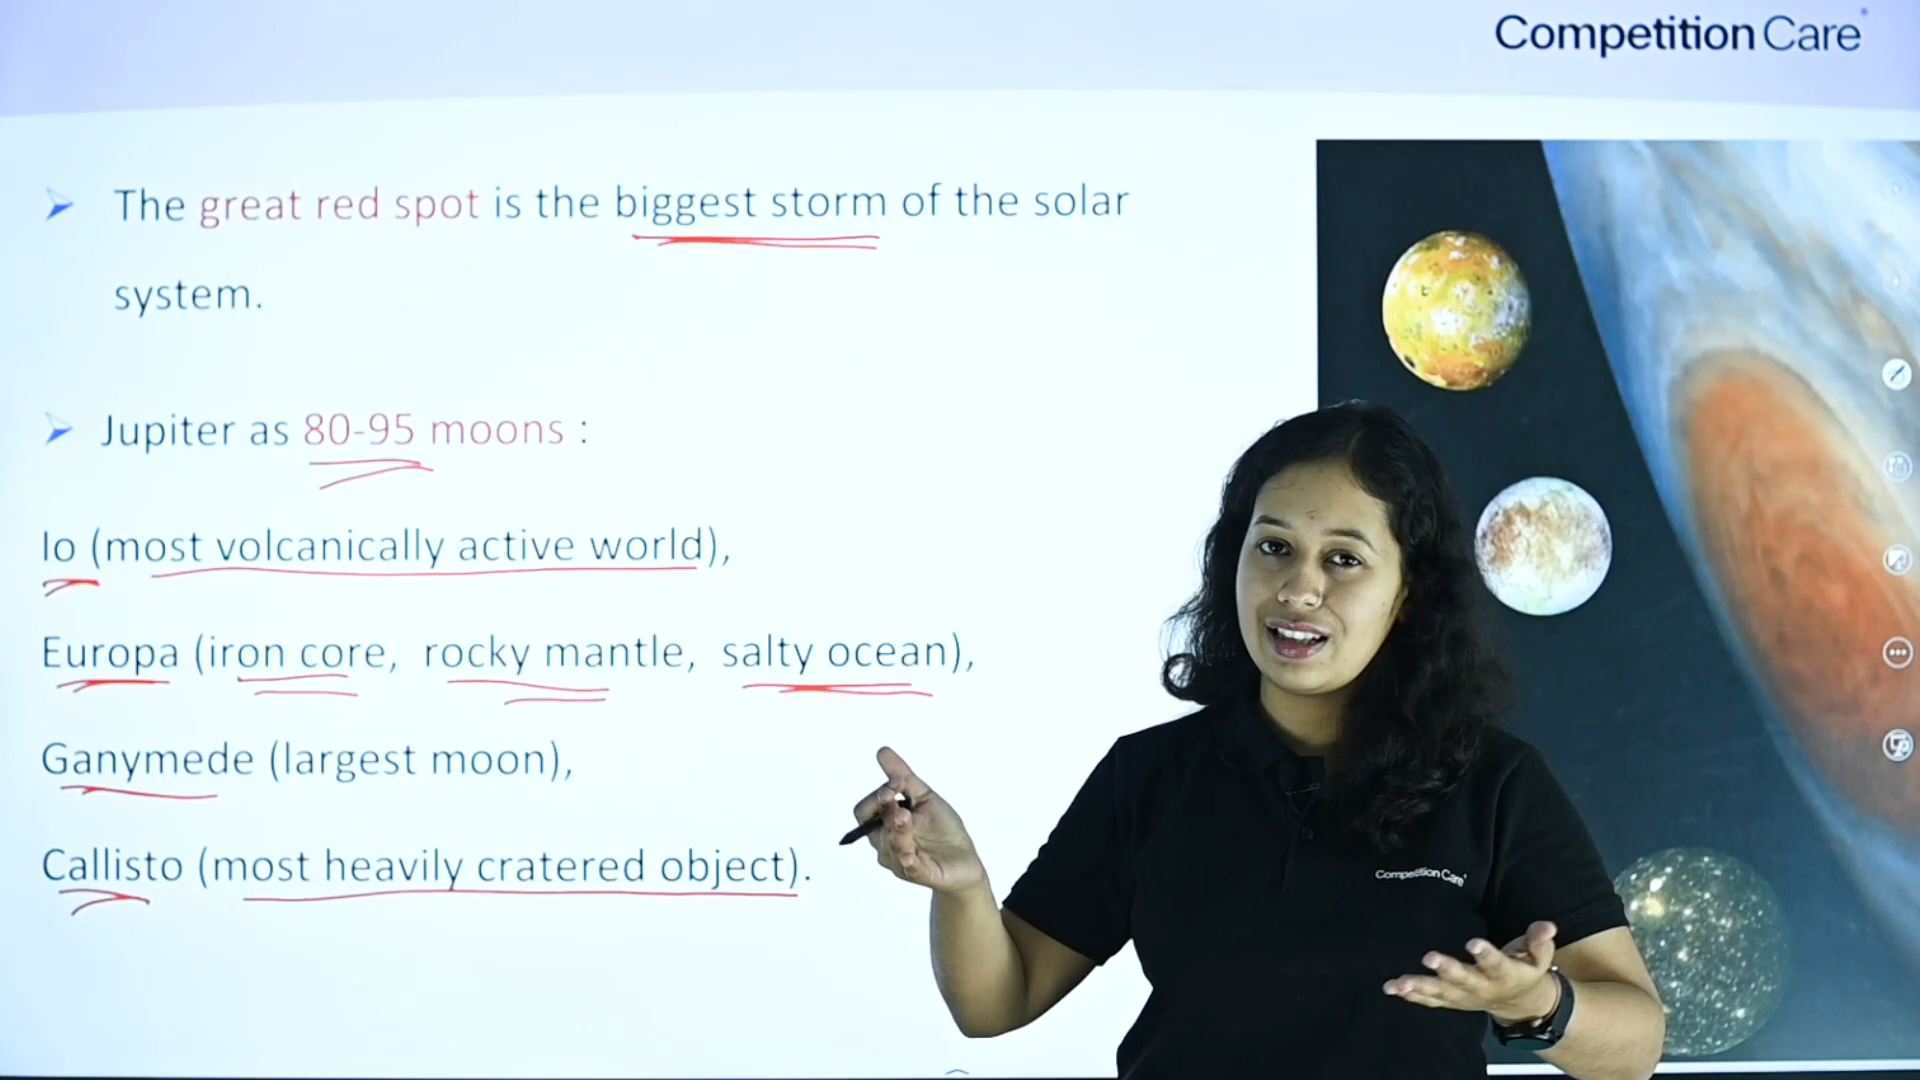 Competition Care
The great red spot is the biggest storm of the solar
system.
Jupiter as 80-95 moons :
Io (most volcanically active world),
Europa (iron core, rocky mantle, salty ocean),
Ganymede (largest moon),
Callisto (most heavily cratered object).
Competition Care